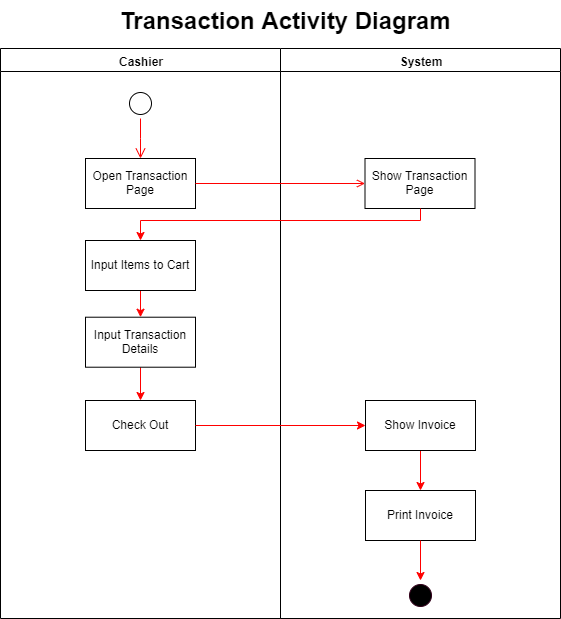 Transaction Activity Diagram
Cashier
System
Open Transaction
Page
Show Transaction
Page
Input Items to Cart
Input Transaction
Details
Check Out
Show Invoice
Print Invoice